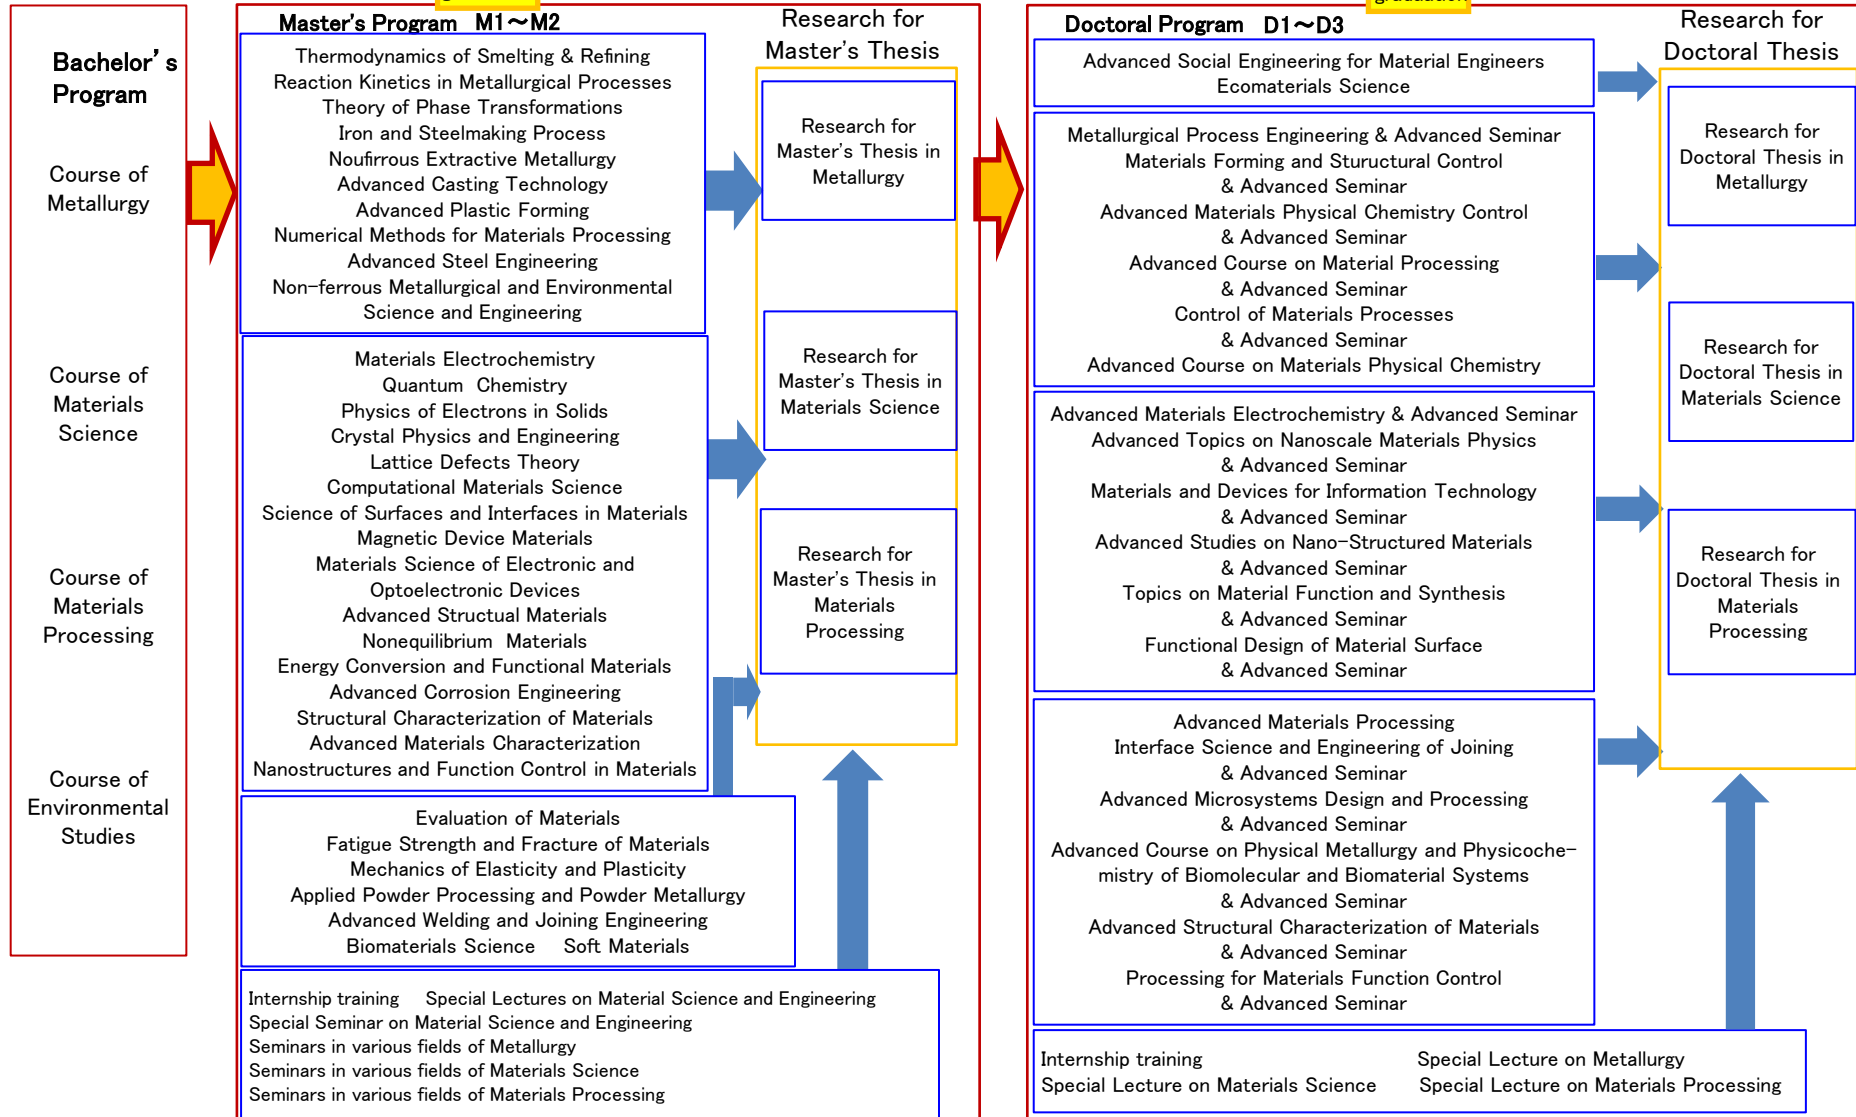 Bachelor's
Program
Course of
Metallurgy
Course of
Materials
Science
Course of
Materials
Processing
Course of
Environmental
Studies
Master's Program M1～M2
Thermodynamics of Smelting & Refining
Reaction Kinetics in Metallurgical Processes
Theory of Phase Transformations
Iron and Steelmaking Process
Noufirrous Extractive Metallurgy
Advanced Casting Technology
Advanced Plastic Forming
Numerical Methods for Materials Processing
Advanced Steel Engineering
Non-ferrous Metallurgical and Environmental
Science and Engineering
Materials Electrochemistry
Quantum Chemistry
Physics of Electrons in Solids
Crystal Physics and Engineering
Lattice Defects Theory
Computational Materials Science
Science of Surfaces and Interfaces in Materials
Magnetic Device Materials
Materials Science of Electronic and
Optoelectronic Devices
Advanced Structual Materials
Nonequilibrium Materials
Energy Conversion and Functional Materials
Advanced Corrosion Engineering
Structural Characterization of Materials
Advanced Materials Characterization
Nanostructures and Function Control in Materials
Evaluation of Materials
Fatigue Strength and Fracture of Materials
Mechanics of Elasticity and Plasticity
Applied Powder Processing and Powder Metallurgy
Advanced Welding and Joining Engineering
Biomaterials Science Soft Materials
Internship training Special Lectures on Material Science and Engineering
Special Seminar on Material Science and Engineering
Seminars in various fields of Metallurgy
Seminars in various fields of Materials Science
Seminars in various fields of Materials Processing
Research for
Master's Thesis
Research for
Master's Thesis in
Metallurgy
Research for
Master's Thesis in
Materials Science
Research for
Master's Thesis in
Materials
Processing
graduation
Doctoral Program D1～D3
Advanced Social Engineering for Material Engineers
Ecomaterials Science
Metallurgical Process Engineering & Advanced Seminar
Materials Forming and Stuructural Control
& Advanced Seminar
Advanced Materials Physical Chemistry Control
& Advanced Seminar
Advanced Course on Material Processing
& Advanced Seminar
Control of Materials Processes
& Advanced Seminar
Advanced Course on Materials Physical Chemistry
Advanced Materials Electrochemistry & Advanced Seminar
Advanced Topics on Nanoscale Materials Physics
& Advanced Seminar
Materials and Devices for Information Technology
& Advanced Seminar
Advanced Studies on Nano-Structured Materials
& Advanced Seminar
Topics on Material Function and Synthesis
& Advanced Seminar
Functional Design of Material Surface
& Advanced Seminar
Advanced Materials Processing
Interface Science and Engineering of Joining
& Advanced Seminar
Advanced Microsystems Design and Processing
& Advanced Seminar
Advanced Course on Physical Metallurgy and Physicoche-
mistry of Biomolecular and Biomaterial Systems
& Advanced Seminar
Advanced Structural Characterization of Materials
& Advanced Seminar
Processing for Materials Function Control
& Advanced Seminar
Internship training Special Lecture on Metallurgy
Special Lecture on Materials Science Special Lecture on Materials Processing
Research for
Doctoral Thesis
Research for
Doctoral Thesis in
Metallurgy
Research for
Doctoral Thesis in
Materials Science
Research for
Doctoral Thesis in
Materials
Processing